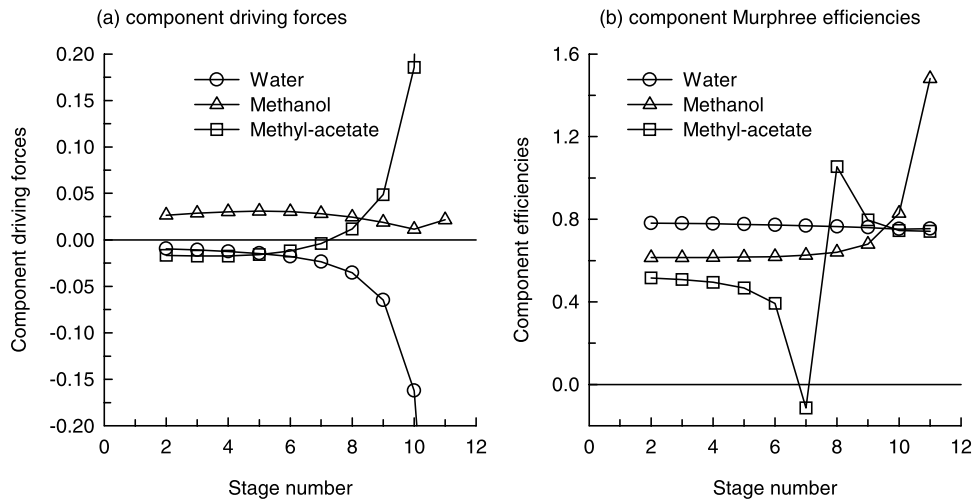 (a) component driving forces
0.20
0.15
0.10
0.05
0.00
-0.05
-0.10
-0.15
-0.20
Component driving forces
Water
Methanol
Methyl-acetate
0 2 4 6 8 10 12
Stage number
(b) component Murphree efficiencies
1.6
1.2
0.8
0.4
0.0
Component efficiencies
Water
Methanol
Methyl-acetate
0 2 4 6 8 10 12
Stage number